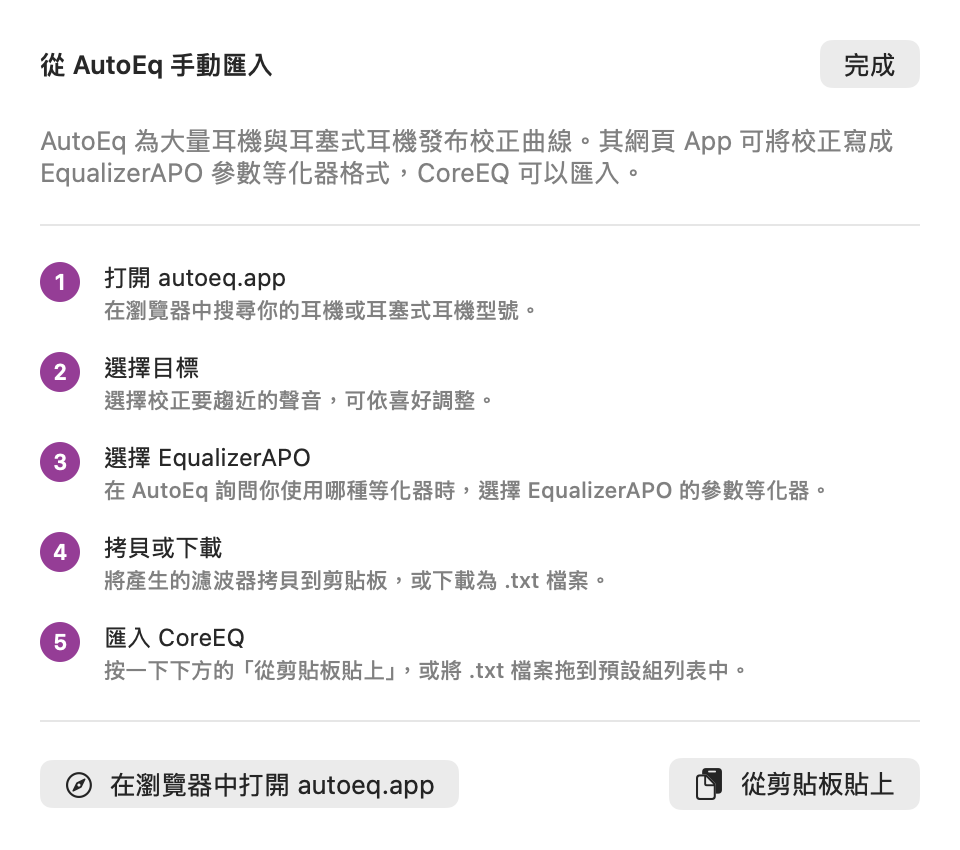 從 AutoEq 手動匯入
完成
AutoEq 為大量耳機與耳塞式耳機發布校正曲線。其網頁 App 可將校正寫成
EqualizerAPO 參數等化器格式，CoreEQ 可以匯入。
1
打開 autoeq.app
在瀏覽器中搜尋你的耳機或耳塞式耳機型號。
2
選擇目標
選擇校正要趨近的聲音，可依喜好調整。
3
選擇 EqualizerAPO
在 AutoEq 詢問你使用哪種等化器時，選擇 EqualizerAPO 的參數等化器。
4
拷貝或下載
將產生的濾波器拷貝到剪貼板，或下載為 .txt 檔案。
5
匯入 CoreEQ
按一下下方的「從剪貼板貼上」，或將 .txt 檔案拖到預設組列表中。
在瀏覽器中打開 autoeq.app
從剪貼板貼上